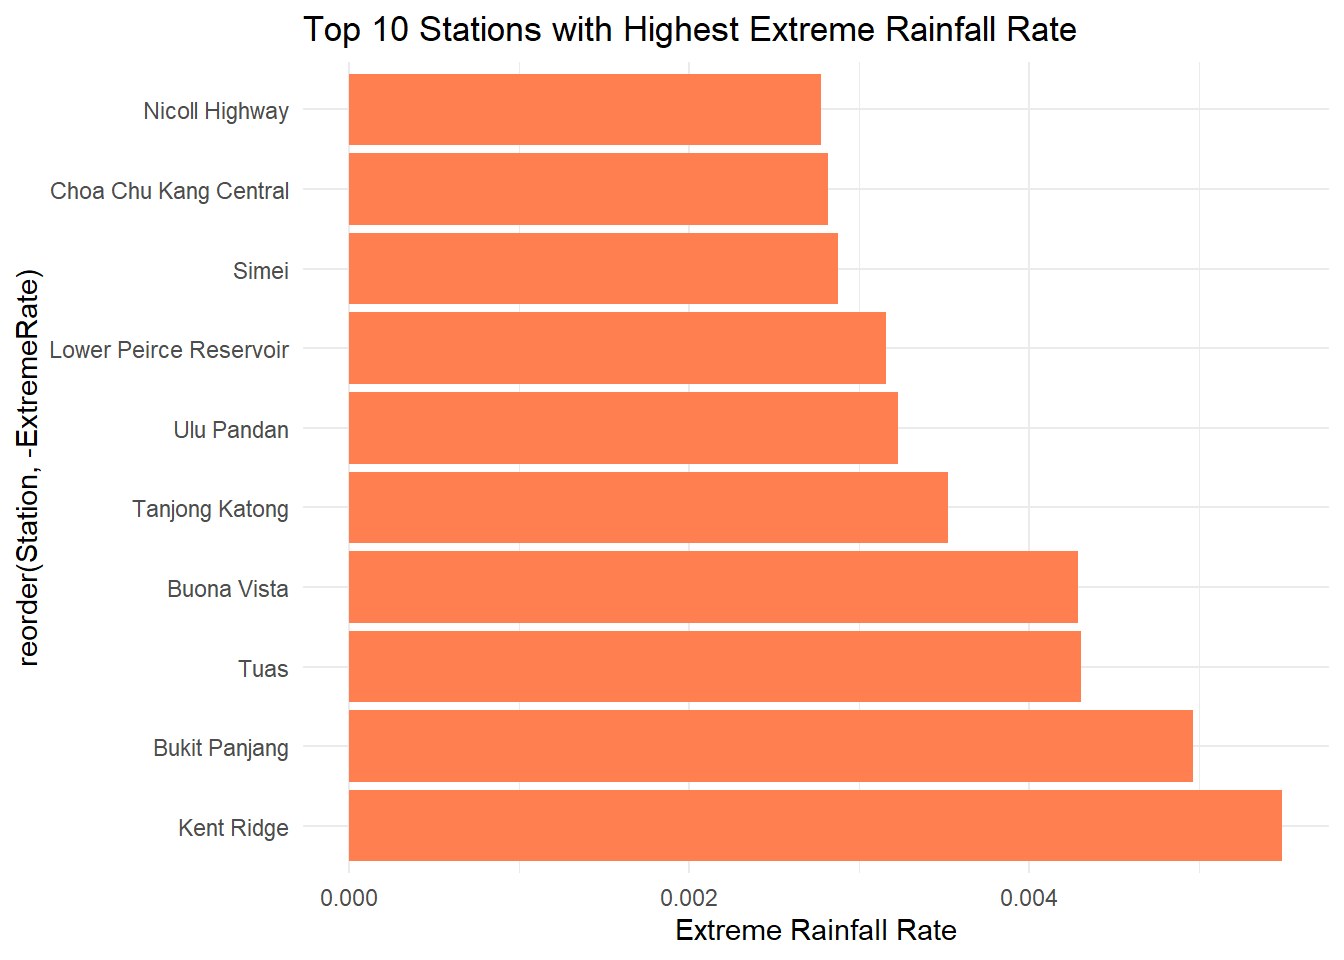 Top 10 Stations with Highest Extreme Rainfall Rate
reorder(Station, -ExtremeRate)
Nicoll Highway
Choa Chu Kang Central
Simei
Lower Peirce Reservoir
Ulu Pandan
Tanjong Katong
Buona Vista
Tuas
Bukit Panjang
Kent Ridge
0.000
0.002
0.004
Extreme Rainfall Rate